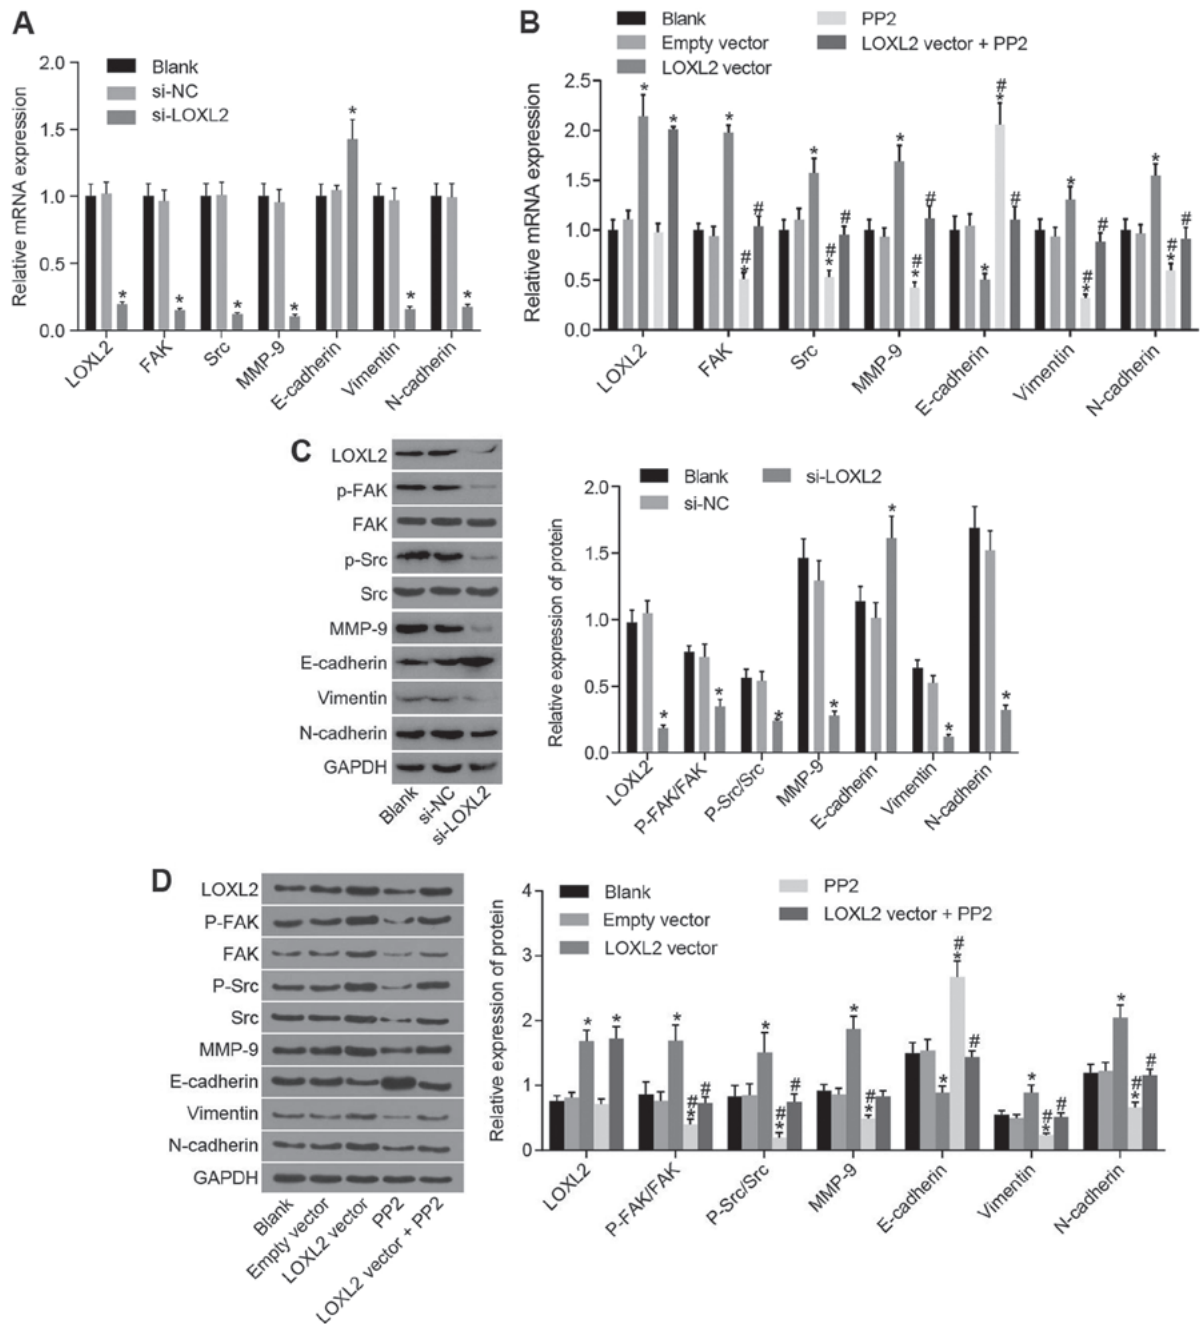 A
Blank
si-NC
si-LOXL2
Relative mRNA expression
2.0
1.5
1.0
0.5
0.0
* * * * * * *
LOXL2
FAK
Src
MMP-9
E-cadherin
Vimentin
N-cadherin
B
Blank
Empty vector
LOXL2 vector
PP2
LOXL2 vector + PP2
Relative mRNA expression
2.5
2.0
1.5
1.0
0.5
0.0
* * * #* # * #* # * #* # * #* # * #* # * #* #
LOXL2
FAK
Src
MMP-9
E-cadherin
Vimentin
N-cadherin
C
LOXL2
p-FAK
FAK
p-Src
Src
MMP-9
E-cadherin
Vimentin
N-cadherin
GAPDH
Blank
si-NC
si-LOXL2
Blank
si-NC
si-LOXL2
Relative expression of protein
2.0
1.5
1.0
0.5
0.0
* * * * * * *
LOXL2
P-FAK/FAK
P-Src/Src
MMP-9
E-cadherin
Vimentin
N-cadherin
D
LOXL2
P-FAK
FAK
P-Src
Src
MMP-9
E-cadherin
Vimentin
N-cadherin
GAPDH
Blank
Empty vector
LOXL2 vector
PP2
LOXL2 vector + PP2
Blank
Empty vector
LOXL2 vector
PP2
LOXL2 vector + PP2
Relative expression of protein
4
3
2
1
0
* * * #* # * #* # * #* * #* # * #* # * #* #
LOXL2
P-FAK/FAK
P-Src/Src
MMP-9
E-cadherin
Vimentin
N-cadherin